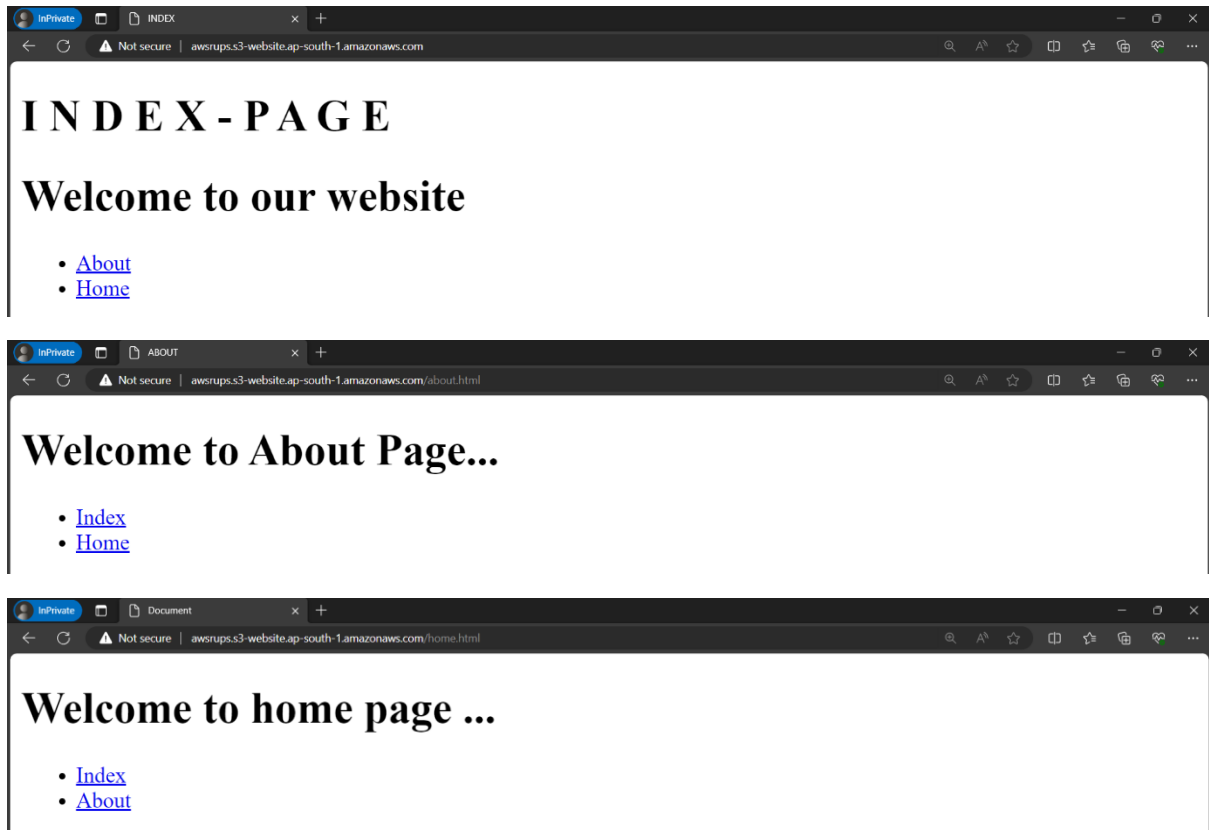 InPrivate INDEX
Not secure | awsrups.s3-website.ap-south-1.amazonaws.com
I N D E X - P A G E
Welcome to our website
• About
• Home
InPrivate ABOUT
Not secure | awsrups.s3-website.ap-south-1.amazonaws.com/about.html
Welcome to About Page...
• Index
• Home
InPrivate Document
Not secure | awsrups.s3-website.ap-south-1.amazonaws.com/home.html
Welcome to home page ...
• Index
• About